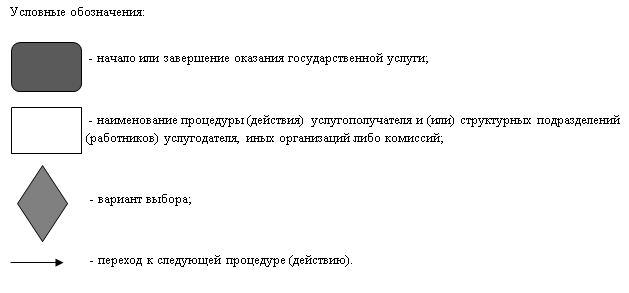 Условные обозначения:
- начало или завершение оказания государственной услуги;
- наименование процедуры (действия) услугополучателя и (или) структурных подразделений
(работников) услугодателя, иных организаций либо комиссий;
- вариант выбора;
- переход к следующей процедуре (действию).